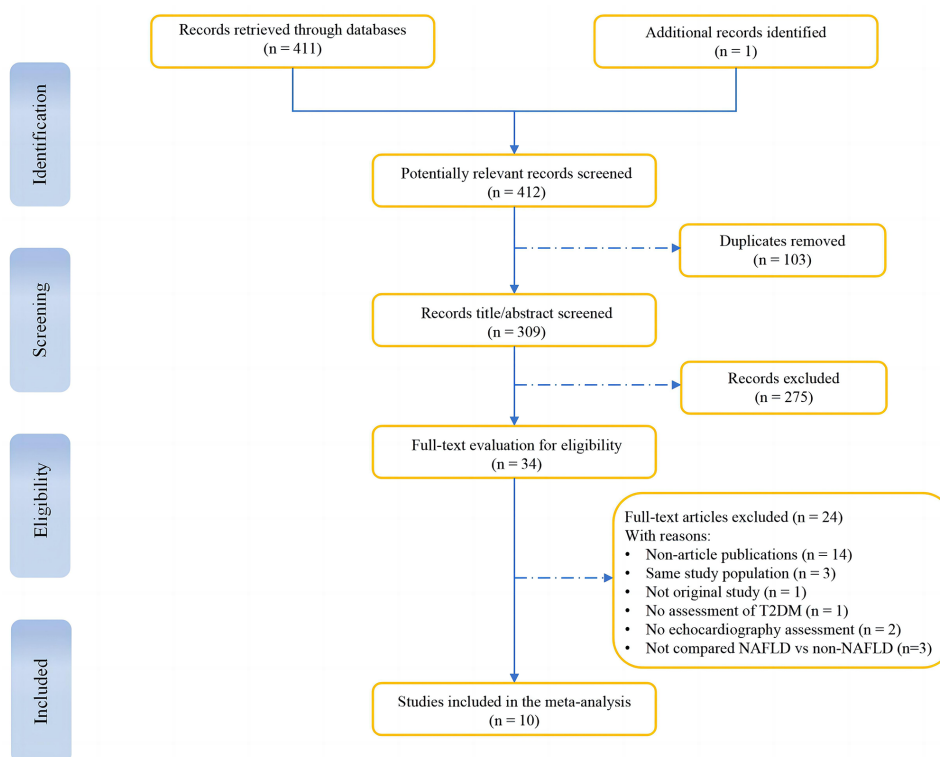 Records retrieved through databases
(n = 411)
Additional records identified
(n = 1)
Identification
Potentially relevant records screened
(n = 412)
Duplicates removed
(n = 103)
Screening
Records title/abstract screened
(n = 309)
Records excluded
(n = 275)
Eligibility
Full-text evaluation for eligibility
(n = 34)
Full-text articles excluded (n = 24)
With reasons:
• Non-article publications (n = 14)
• Same study population (n = 3)
• Not original study (n = 1)
• No assessment of T2DM (n = 1)
• No echocardiography assessment (n = 2)
• Not compared NAFLD vs non-NAFLD (n=3)
Included
Studies included in the meta-analysis
(n = 10)